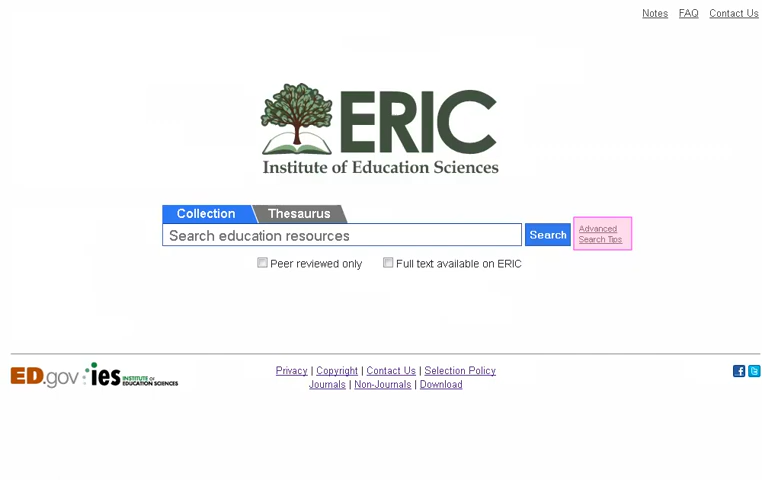 Notes FAQ Contact Us
ERIC
Institute of Education Sciences
Collection Thesaurus
Search education resources Search
Advanced
Search Tips
Peer reviewed only Full text available on ERIC
ED.gov ies INSTITUTE OF
EDUCATION SCIENCES
Privacy | Copyright | Contact Us | Selection Policy
Journals | Non-Journals | Download